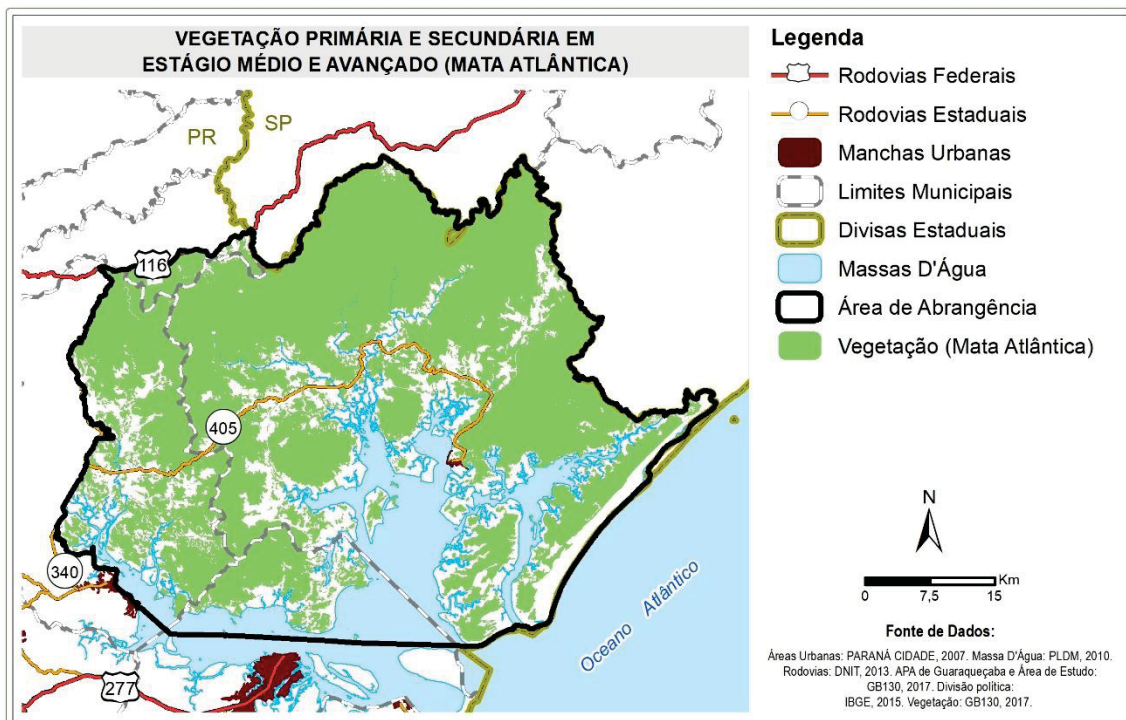 VEGETAÇÃO PRIMÁRIA E SECUNDÁRIA EM
ESTÁGIO MÉDIO E AVANÇADO (MATA ATLÂNTICA)
PR
SP
116
405
340
277
Oceano Atlântico
Legenda
Rodovias Federais
Rodovias Estaduais
Manchas Urbanas
Limites Municipais
Divisas Estaduais
Massas D'Água
Área de Abrangência
Vegetação (Mata Atlântica)
N
Km
0 7,5 15
Fonte de Dados:
Áreas Urbanas: PARANÁ CIDADE, 2007. Massa D'Água: PLDM, 2010.
Rodovias: DNIT, 2013. APA de Guaraqueçaba e Área de Estudo:
GB130, 2017. Divisão política:
IBGE, 2015. Vegetação: GB130, 2017.